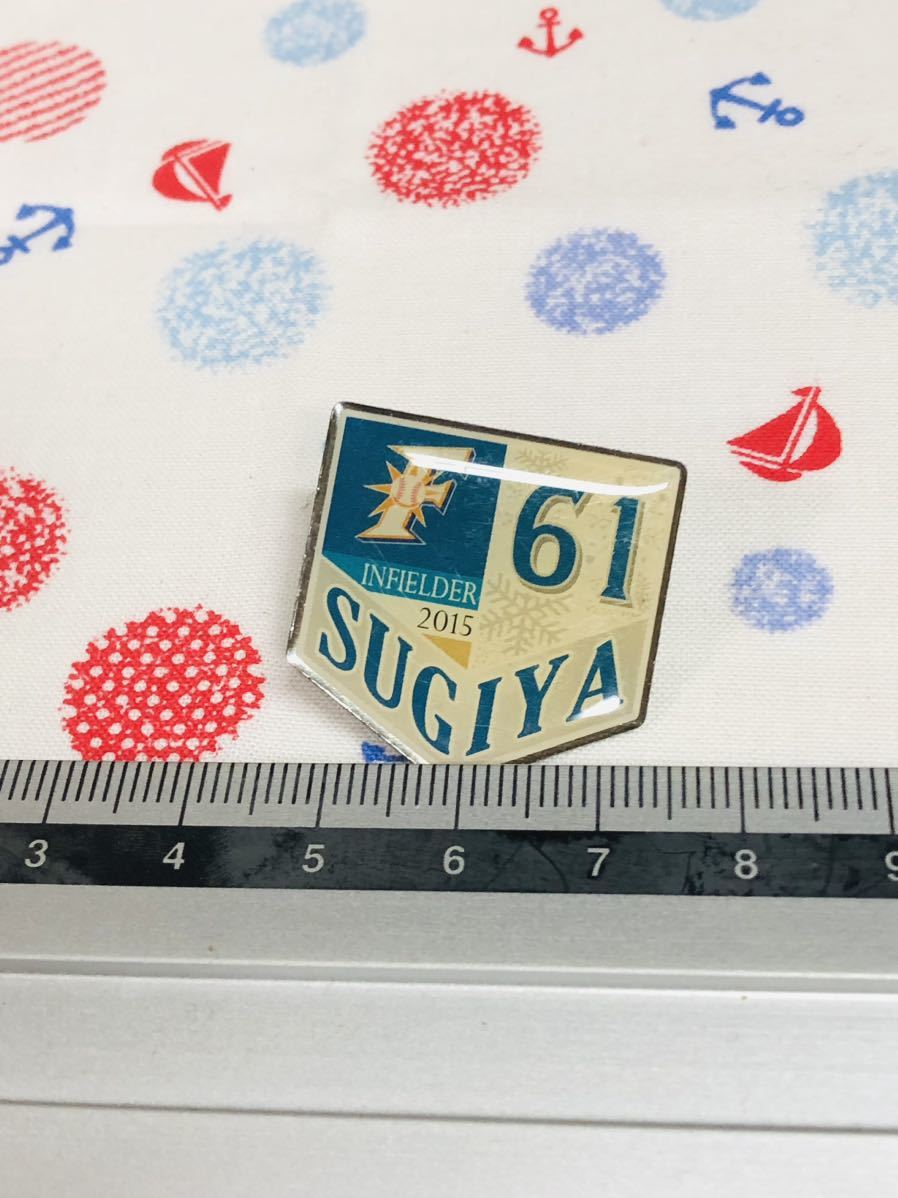 F
61
INFIELDER
2015
SUGIYA
3 4 5 6 7 8 9